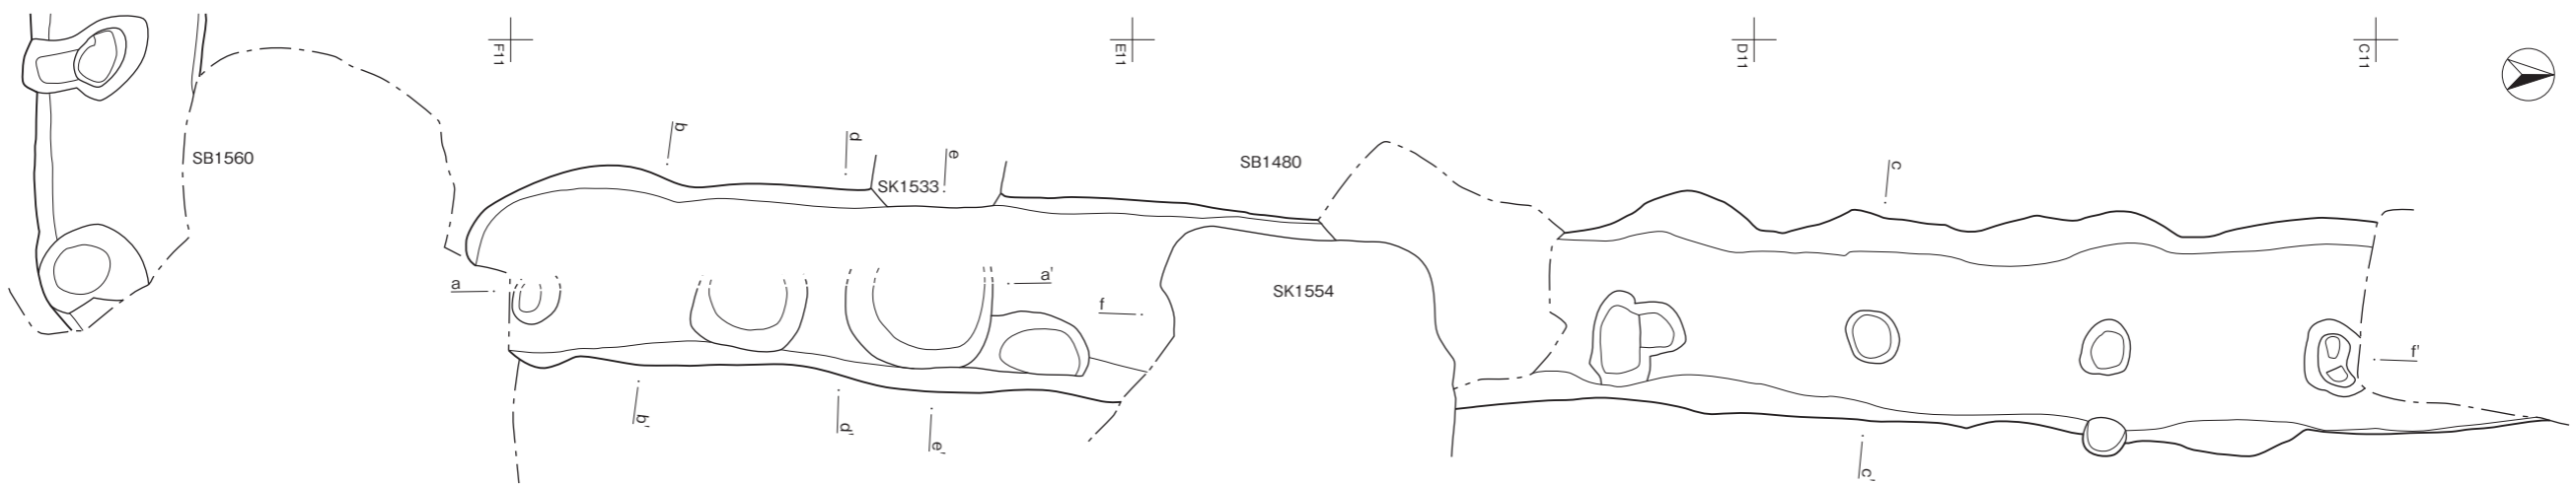 F11
E11
D11
C11
b
d
e
c
SB1560
SK1533
SB1480
a
a'
f
SK1554
f'
b'
d'
e'
c'